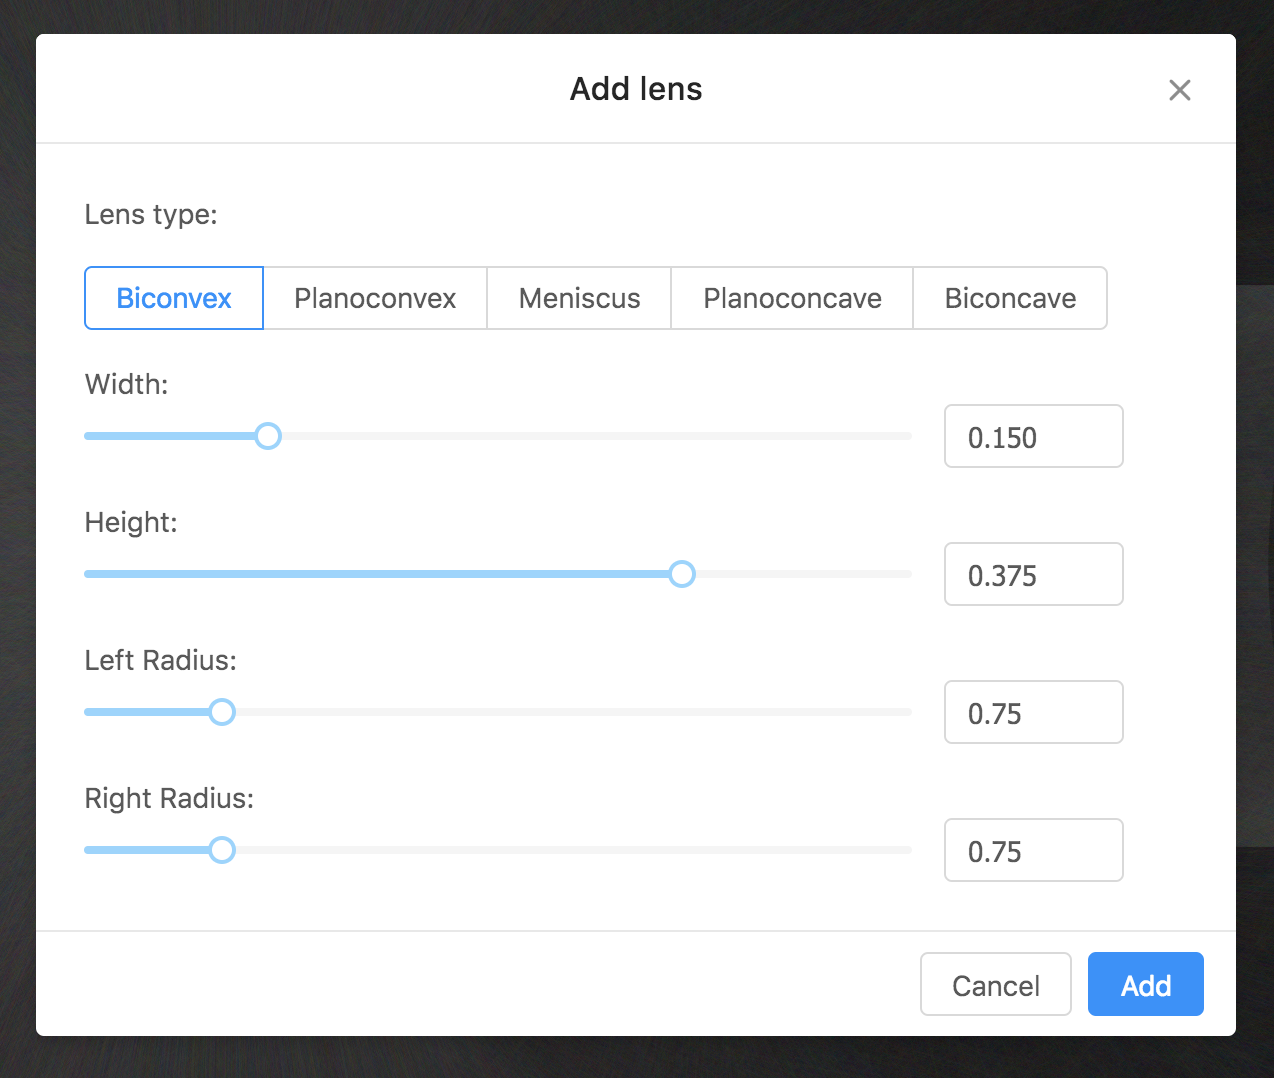 Add lens
Lens type:
Biconvex Planoconvex Meniscus Planoconcave Biconcave
Width:
0.150
Height:
0.375
Left Radius:
0.75
Right Radius:
0.75
Cancel Add